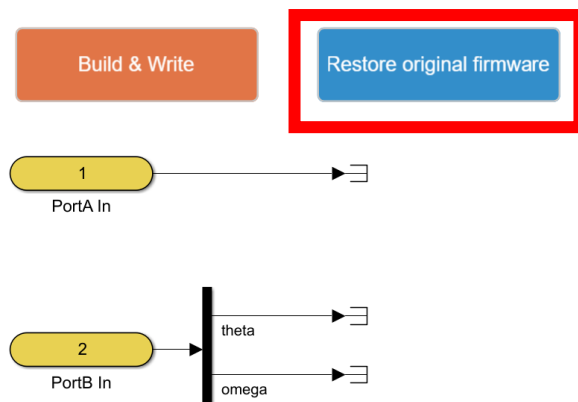 Build & Write
Restore original firmware
1
PortA In
theta
2
PortB In
omega